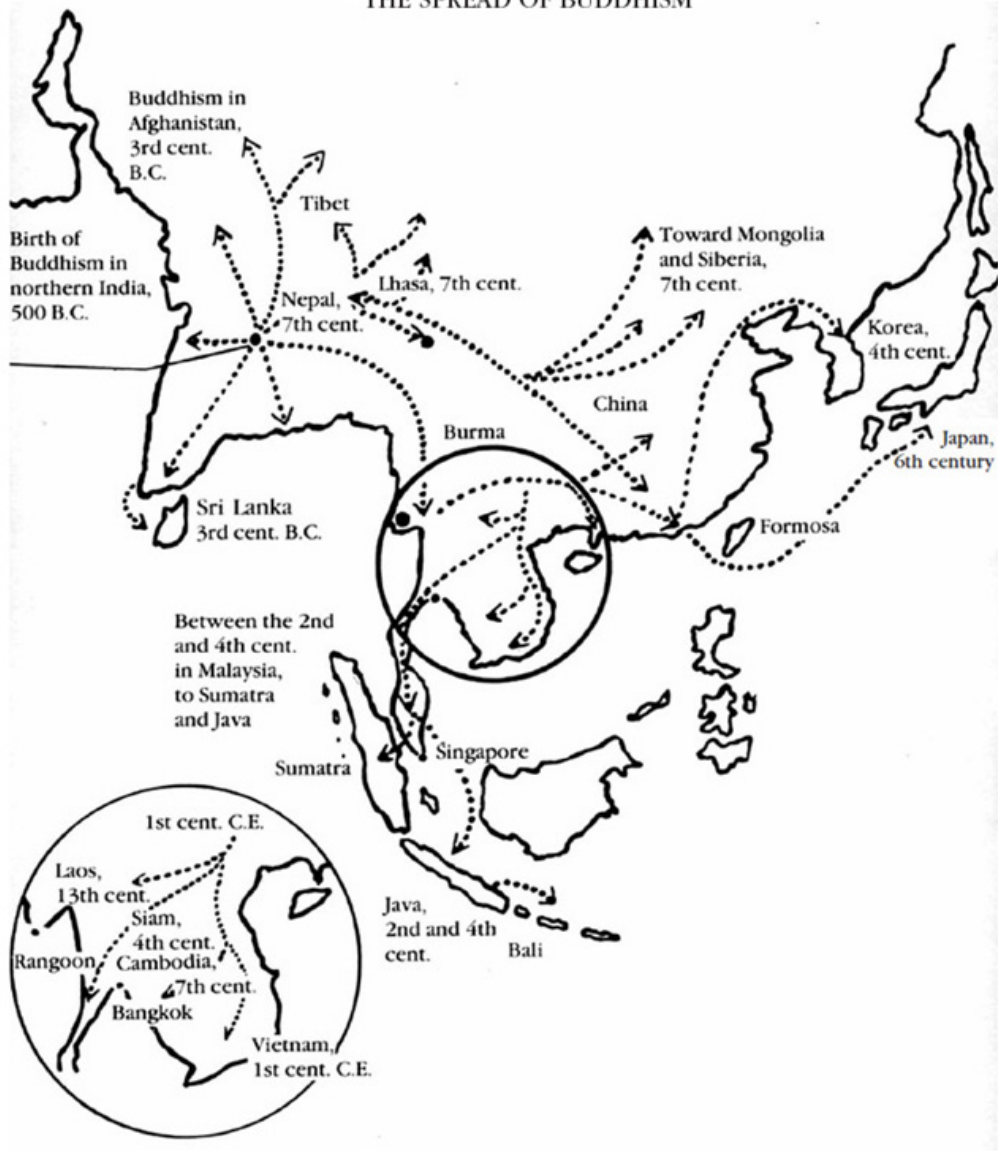 THE SPREAD OF BUDDHISM
Buddhism in
Afghanistan,
3rd cent.
B.C.
Tibet
Birth of
Buddhism in
northern India,
500 B.C.
Nepal,
7th cent.
Lhasa, 7th cent.
Toward Mongolia
and Siberia,
7th cent.
Korea,
4th cent.
China
Burma
Japan,
6th century
Sri Lanka
3rd cent. B.C.
Formosa
Between the 2nd
and 4th cent.
in Malaysia,
to Sumatra
and Java
Sumatra
Singapore
Java,
2nd and 4th
cent.
Bali
1st cent. C.E.
Laos,
13th cent.
Siam,
4th cent.
Rangoon
Cambodia,
7th cent.
Bangkok
Vietnam,
1st cent. C.E.